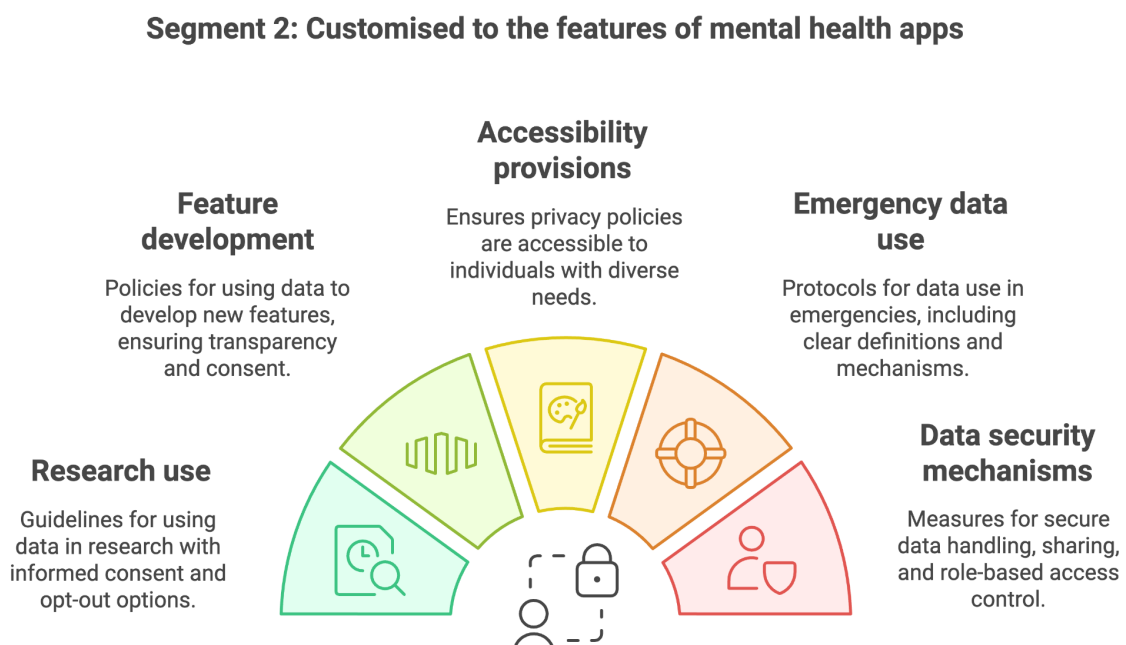 Segment 2: Customised to the features of mental health apps
Accessibility
provisions
Ensures privacy policies
are accessible to
individuals with diverse
needs.
Feature
development
Policies for using data to
develop new features,
ensuring transparency
and consent.
Emergency data
use
Protocols for data use in
emergencies, including
clear definitions and
mechanisms.
Research use
Guidelines for using
data in research with
informed consent and
opt-out options.
Data security
mechanisms
Measures for secure
data handling, sharing,
and role-based access
control.